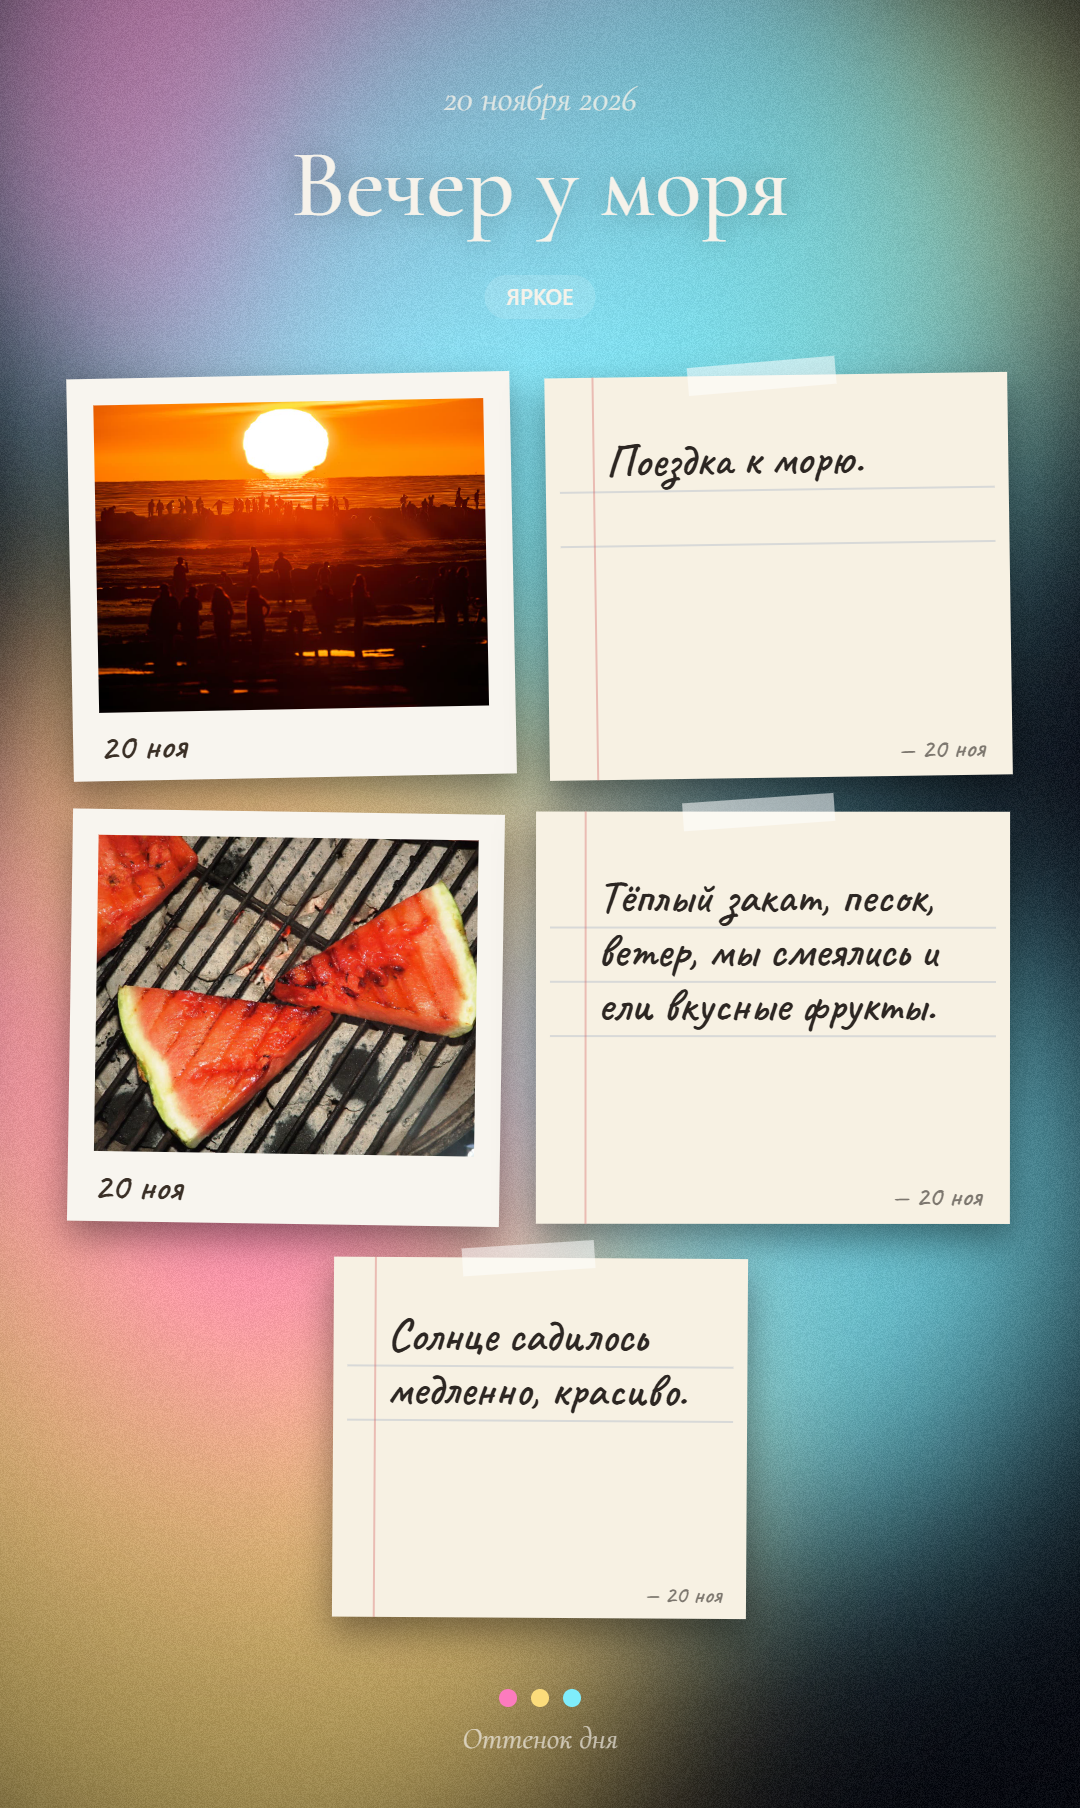 20 ноября 2026
Вечер у моря
ЯРКОЕ
20 ноя
Поездка к морю.
— 20 ноя
20 ноя
Тёплый закат, песок,
ветер, мы смеялись и
ели вкусные фрукты.
— 20 ноя
Солнце садилось
медленно, красиво.
— 20 ноя
Оттенок дня